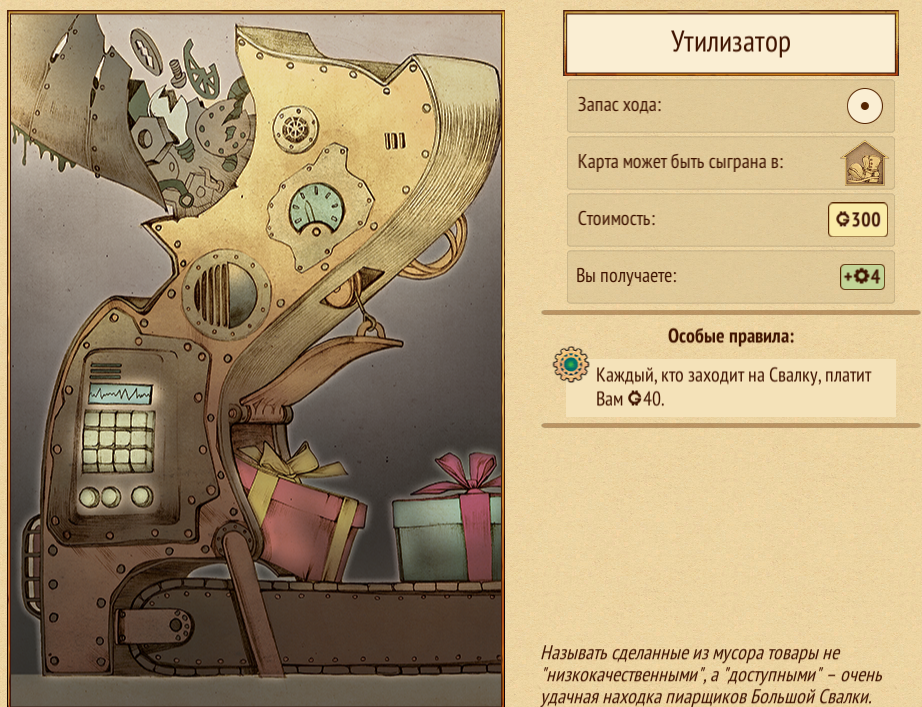 Утилизатор
Запас хода:
Карта может быть сыграна в:
Стоимость: 300
Вы получаете: +4
Особые правила:
Каждый, кто заходит на Свалку, платит
Вам 40.
Называть сделанные из мусора товары не
"низкокачественными", а "доступными" – очень
удачная находка пиарщиков Большой Свалки.